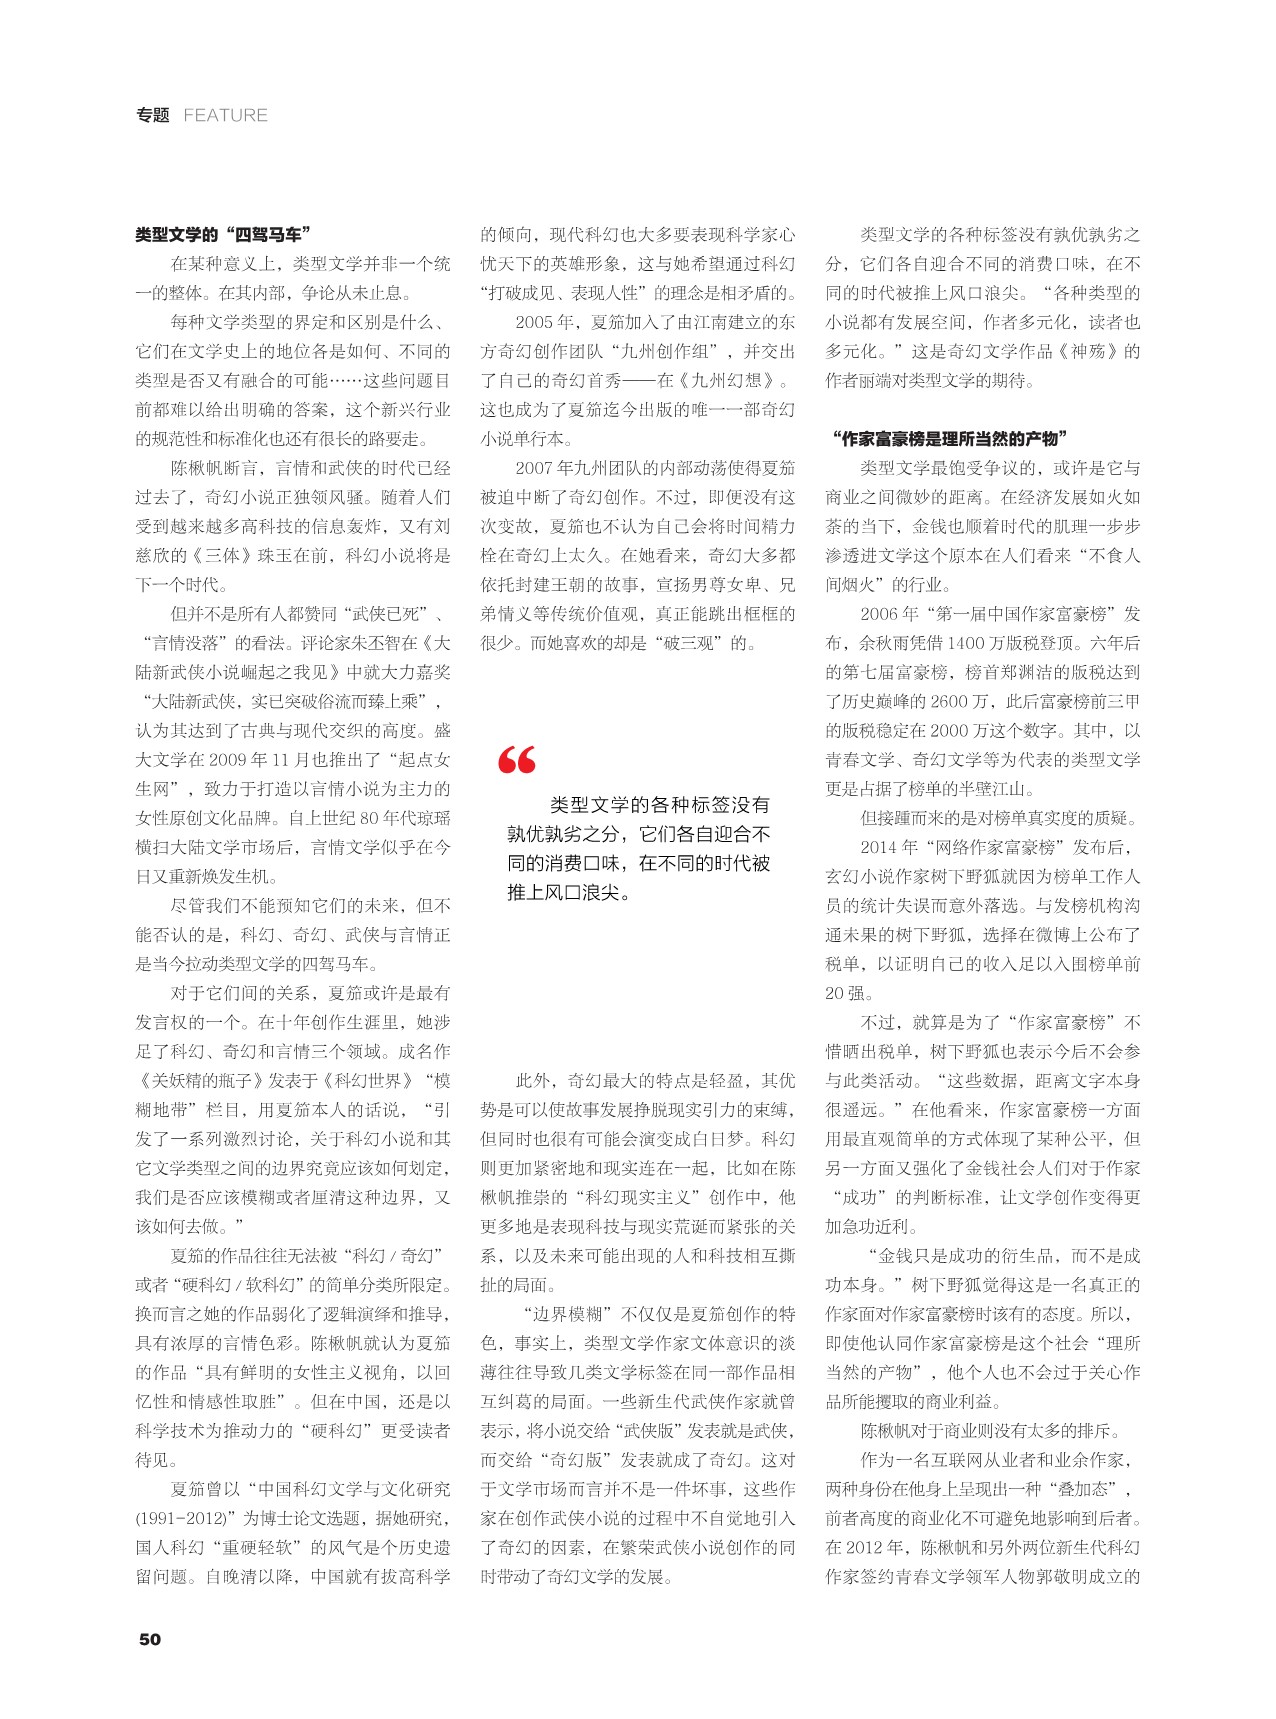 专题 FEATURE
类型文学的“四驾马车”
在某种意义上，类型文学并非一个统
一的整体。在其内部，争论从未止息。
每种文学类型的界定和区别是什么、
它们在文学史上的地位各是如何、不同的
类型是否又有融合的可能……这些问题目
前都难以给出明确的答案，这个新兴行业
的规范性和标准化也还有很长的路要走。
陈楸帆断言，言情和武侠的时代已经
过去了，奇幻小说正独领风骚。随着人们
受到越来越多高科技的信息轰炸，又有刘
慈欣的《三体》珠玉在前，科幻小说将是
下一个时代。
但并不是所有人都赞同“武侠已死”、
“言情没落”的看法。评论家朱丕智在《大
陆新武侠小说崛起之我见》中就大力嘉奖
“大陆新武侠，实已突破俗流而臻上乘”，
认为其达到了古典与现代交织的高度。盛
大文学在 2009 年 11 月也推出了“起点女
生网”，致力于打造以言情小说为主力的
女性原创文化品牌。自上世纪 80 年代琼瑶
横扫大陆文学市场后，言情文学似乎在今
日又重新焕发生机。
尽管我们不能预知它们的未来，但不
能否认的是，科幻、奇幻、武侠与言情正
是当今拉动类型文学的四驾马车。
对于它们间的关系，夏笳或许是最有
发言权的一个。在十年创作生涯里，她涉
足了科幻、奇幻和言情三个领域。成名作
《关妖精的瓶子》发表于《科幻世界》“模
糊地带”栏目，用夏笳本人的话说，“引
发了一系列激烈讨论，关于科幻小说和其
它文学类型之间的边界究竟应该如何划定，
我们是否应该模糊或者厘清这种边界，又
该如何去做。”
夏笳的作品往往无法被“科幻 / 奇幻”
或者“硬科幻 / 软科幻”的简单分类所限定。
换而言之她的作品弱化了逻辑演绎和推导，
具有浓厚的言情色彩。陈楸帆就认为夏笳
的作品“具有鲜明的女性主义视角，以回
忆性和情感性取胜”。但在中国，还是以
科学技术为推动力的“硬科幻”更受读者
待见。
夏笳曾以“中国科幻文学与文化研究
(1991-2012)”为博士论文选题，据她研究，
国人科幻“重硬轻软”的风气是个历史遗
留问题。自晚清以降，中国就有拔高科学
的倾向，现代科幻也大多要表现科学家心
忧天下的英雄形象，这与她希望通过科幻
“打破成见、表现人性”的理念是相矛盾的。
2005 年，夏笳加入了由江南建立的东
方奇幻创作团队“九州创作组”，并交出
了自己的奇幻首秀——在《九州幻想》。
这也成为了夏笳迄今出版的唯一一部奇幻
小说单行本。
2007 年九州团队的内部动荡使得夏笳
被迫中断了奇幻创作。不过，即便没有这
次变故，夏笳也不认为自己会将时间精力
栓在奇幻上太久。在她看来，奇幻大多都
依托封建王朝的故事，宣扬男尊女卑、兄
弟情义等传统价值观，真正能跳出框框的
很少。而她喜欢的却是“破三观”的。
“
类型文学的各种标签没有
孰优孰劣之分，它们各自迎合不
同的消费口味，在不同的时代被
推上风口浪尖。
此外，奇幻最大的特点是轻盈，其优
势是可以使故事发展挣脱现实引力的束缚，
但同时也很有可能会演变成白日梦。科幻
则更加紧密地和现实连在一起，比如在陈
楸帆推崇的“科幻现实主义”创作中，他
更多地是表现科技与现实荒诞而紧张的关
系，以及未来可能出现的人和科技相互撕
扯的局面。
“边界模糊”不仅仅是夏笳创作的特
色，事实上，类型文学作家文体意识的淡
薄往往导致几类文学标签在同一部作品相
互纠葛的局面。一些新生代武侠作家就曾
表示，将小说交给“武侠版”发表就是武侠，
而交给“奇幻版”发表就成了奇幻。这对
于文学市场而言并不是一件坏事，这些作
家在创作武侠小说的过程中不自觉地引入
了奇幻的因素，在繁荣武侠小说创作的同
时带动了奇幻文学的发展。
类型文学的各种标签没有孰优孰劣之
分，它们各自迎合不同的消费口味，在不
同的时代被推上风口浪尖。“各种类型的
小说都有发展空间，作者多元化，读者也
多元化。”这是奇幻文学作品《神殇》的
作者丽端对类型文学的期待。
“作家富豪榜是理所当然的产物”
类型文学最饱受争议的，或许是它与
商业之间微妙的距离。在经济发展如火如
荼的当下，金钱也顺着时代的肌理一步步
渗透进文学这个原本在人们看来“不食人
间烟火”的行业。
2006 年“第一届中国作家富豪榜”发
布，余秋雨凭借 1400 万版税登顶。六年后
的第七届富豪榜，榜首郑渊洁的版税达到
了历史巅峰的 2600 万，此后富豪榜前三甲
的版税稳定在 2000 万这个数字。其中，以
青春文学、奇幻文学等为代表的类型文学
更是占据了榜单的半壁江山。
但接踵而来的是对榜单真实度的质疑。
2014 年“网络作家富豪榜”发布后，
玄幻小说作家树下野狐就因为榜单工作人
员的统计失误而意外落选。与发榜机构沟
通未果的树下野狐，选择在微博上公布了
税单，以证明自己的收入足以入围榜单前
20 强。
不过，就算是为了“作家富豪榜”不
惜晒出税单，树下野狐也表示今后不会参
与此类活动。“这些数据，距离文字本身
很遥远。”在他看来，作家富豪榜一方面
用最直观简单的方式体现了某种公平，但
另一方面又强化了金钱社会人们对于作家
“成功”的判断标准，让文学创作变得更
加急功近利。
“金钱只是成功的衍生品，而不是成
功本身。”树下野狐觉得这是一名真正的
作家面对作家富豪榜时该有的态度。所以，
即使他认同作家富豪榜是这个社会“理所
当然的产物”，他个人也不会过于关心作
品所能攫取的商业利益。
陈楸帆对于商业则没有太多的排斥。
作为一名互联网从业者和业余作家，
两种身份在他身上呈现出一种“叠加态”，
前者高度的商业化不可避免地影响到后者。
在 2012 年，陈楸帆和另外两位新生代科幻
作家签约青春文学领军人物郭敬明成立的
50